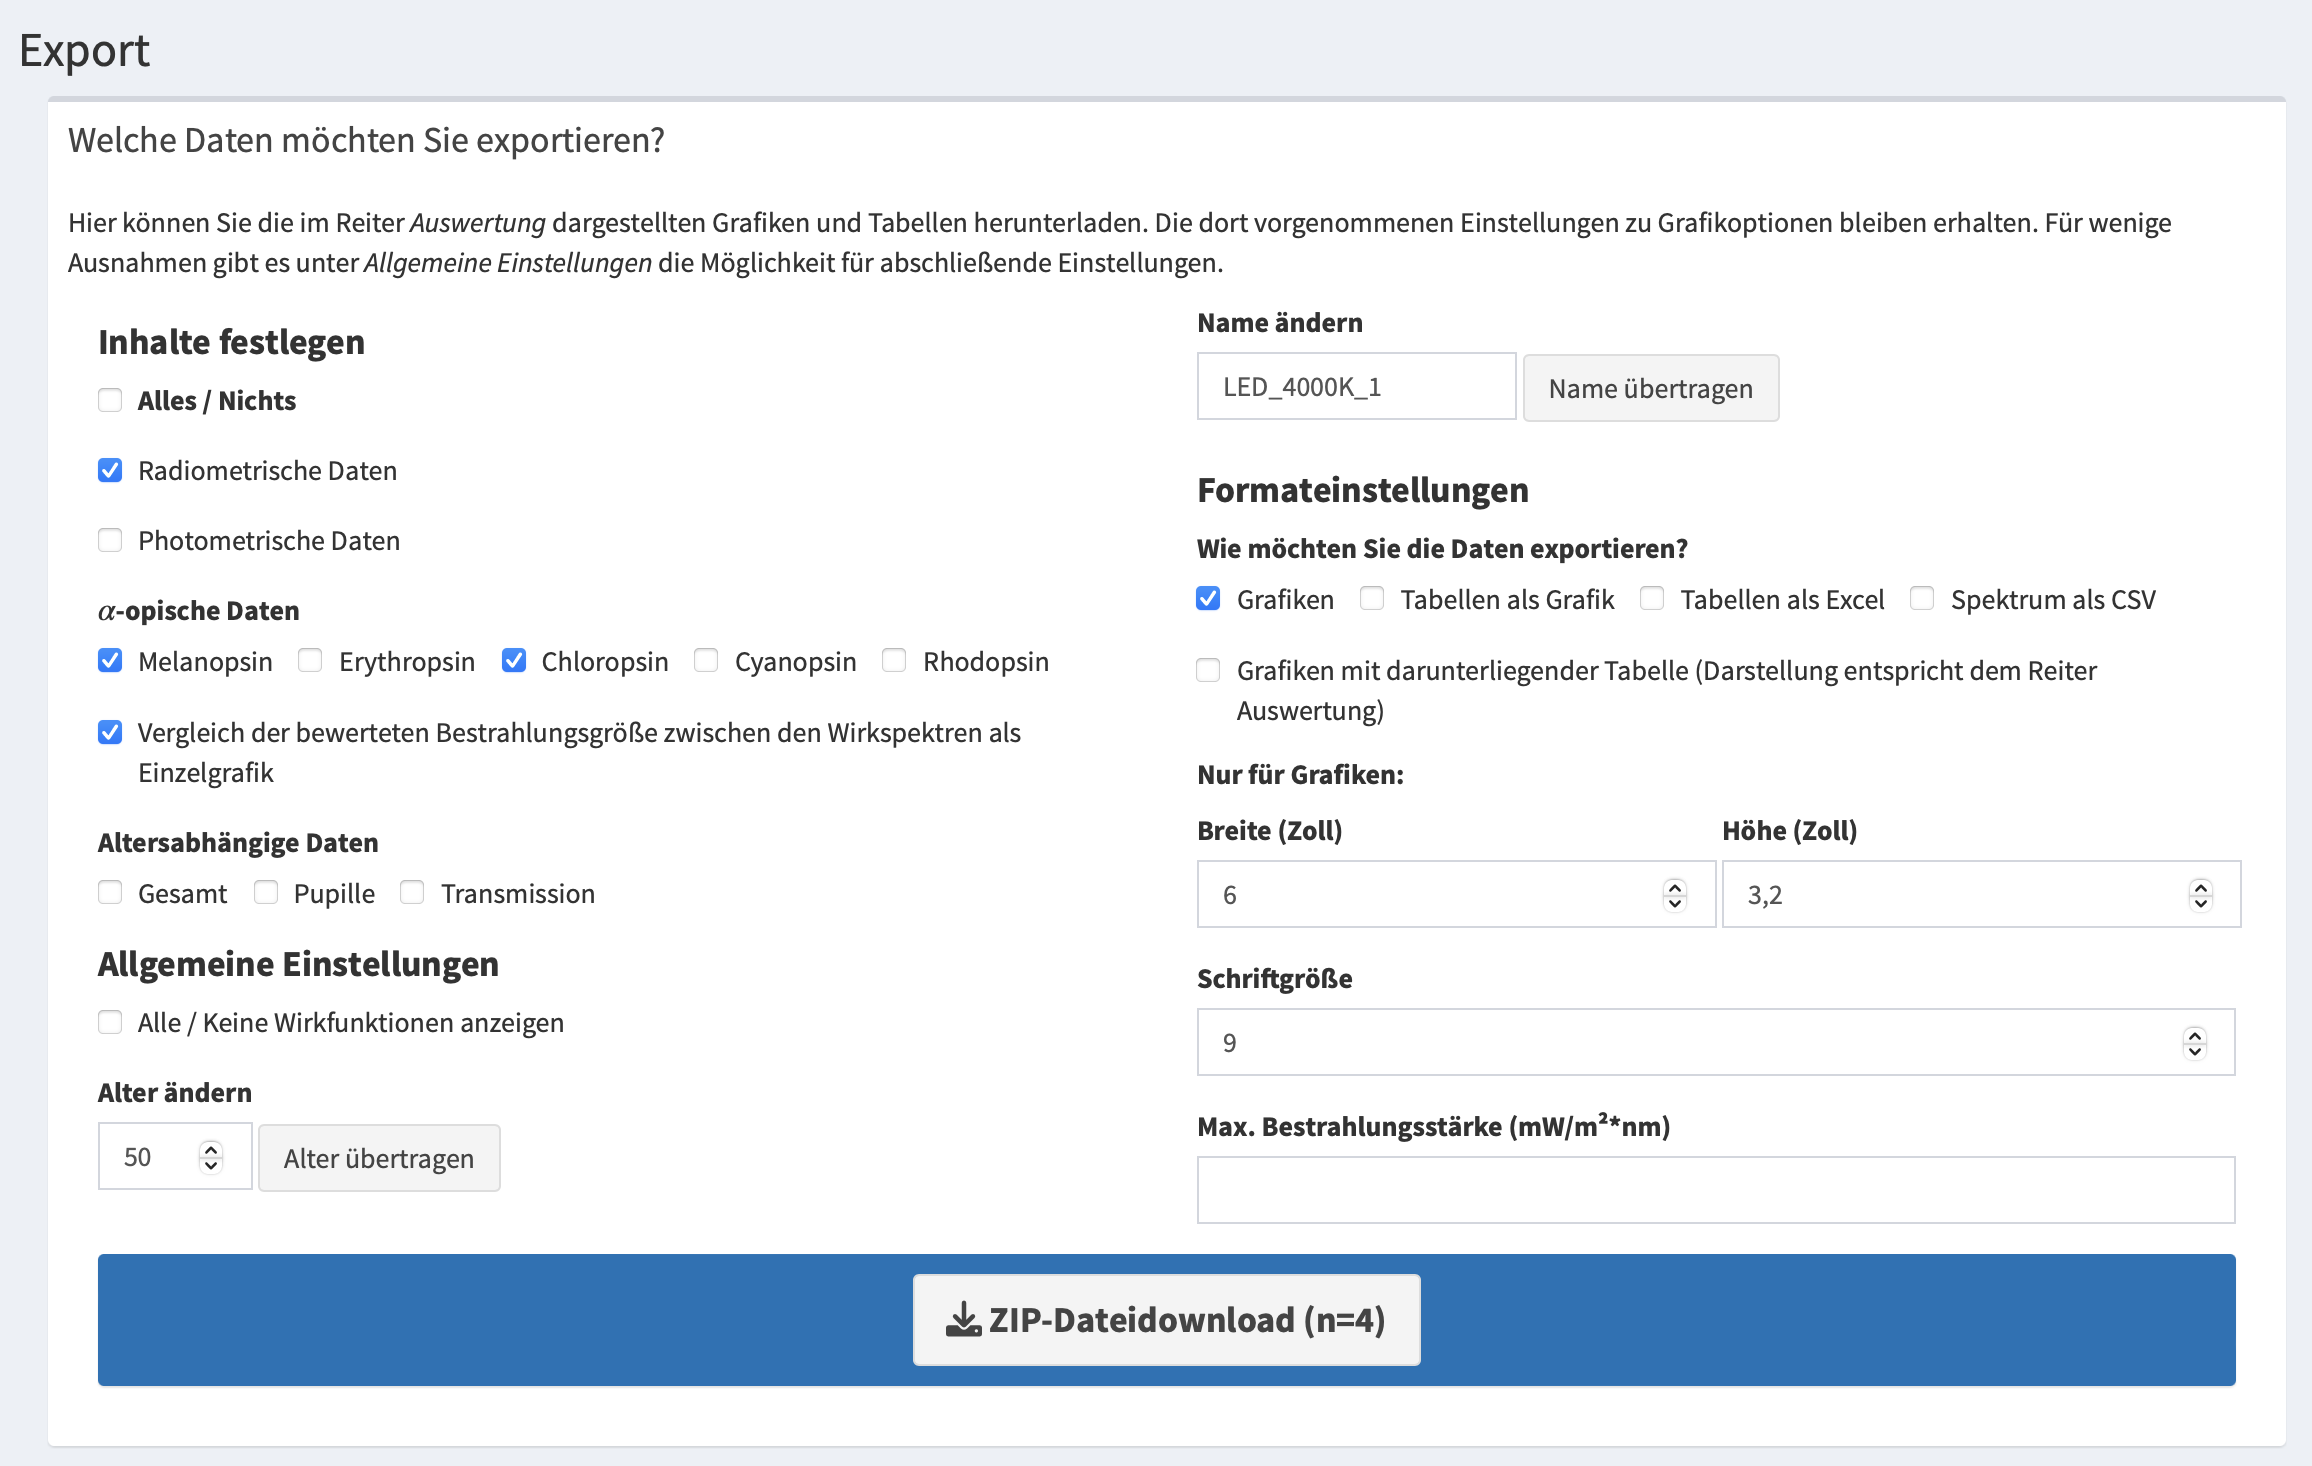 Export
Welche Daten möchten Sie exportieren?
Hier können Sie die im Reiter Auswertung dargestellten Grafiken und Tabellen herunterladen. Die dort vorgenommenen Einstellungen zu Grafikoptionen bleiben erhalten. Für wenige
Ausnahmen gibt es unter Allgemeine Einstellungen die Möglichkeit für abschließende Einstellungen.
Inhalte festlegen
Alles / Nichts
Radiometrische Daten
Photometrische Daten
α-opische Daten
Melanopsin Erythropsin Chloropsin Cyanopsin Rhodopsin
Vergleich der bewerteten Bestrahlungsgröße zwischen den Wirkspektren als
Einzelgrafik
Altersabhängige Daten
Gesamt Pupille Transmission
Allgemeine Einstellungen
Alle / Keine Wirkfunktionen anzeigen
Alter ändern
50 Alter übertragen
Name ändern
LED_4000K_1 Name übertragen
Formateinstellungen
Wie möchten Sie die Daten exportieren?
Grafiken Tabellen als Grafik Tabellen als Excel Spektrum als CSV
Grafiken mit darunterliegender Tabelle (Darstellung entspricht dem Reiter
Auswertung)
Nur für Grafiken:
Breite (Zoll) Höhe (Zoll)
6 3,2
Schriftgröße
9
Max. Bestrahlungsstärke (mW/m²*nm)
ZIP-Dateidownload (n=4)